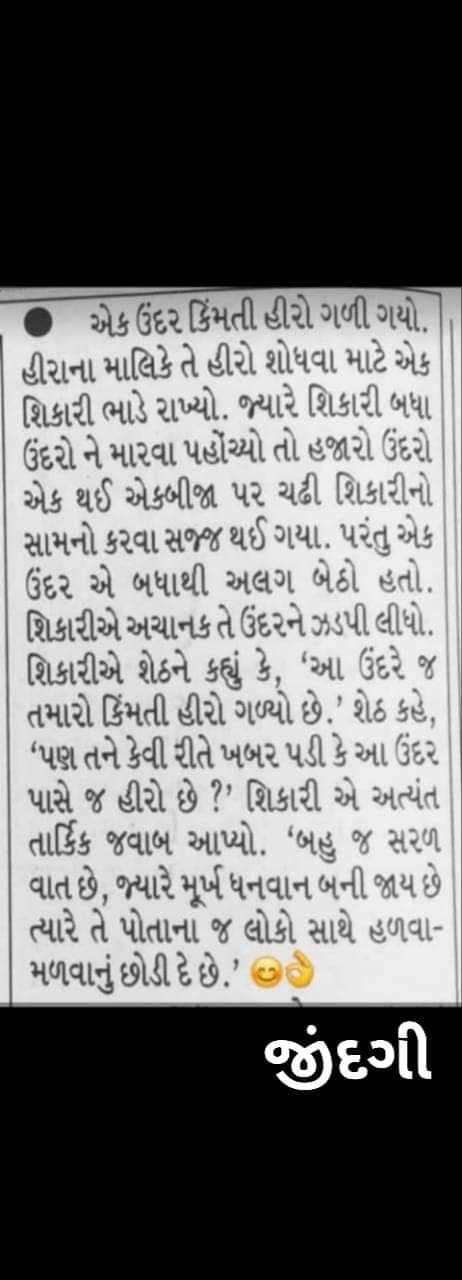 ● એક ઉંદર કિંમતી હીરો ગળી ગયો.
હીરાના માલિકે તે હીરો શોધવા માટે એક
શિકારી ભાડે રાખ્યો. જ્યારે શિકારી બધા
ઉંદરો ને મારવા પહોંચ્યો તો હજારો ઉંદરો
એક થઈ એકબીજા પર ચઢી શિકારીનો
સામનો કરવા સજ્જ થઈ ગયા. પરંતુ એક
ઉંદર એ બધાથી અલગ બેઠો હતો.
શિકારીએ અચાનક તે ઉંદરને ઝડપી લીધો.
શિકારીએ શેઠને કહ્યું કે, ‘આ ઉંદરે જ
તમારો કિંમતી હીરો ગળ્યો છે.’ શેઠ કહે,
‘પણ તને કેવી રીતે ખબર પડી કે આ ઉંદર
પાસે જ હીરો છે ?’ શિકારી એ અત્યંત
તાર્કિક જવાબ આપ્યો. ‘બહુ જ સરળ
વાત છે, જ્યારે મૂર્ખ ધનવાન બની જાય છે
ત્યારે તે પોતાના જ લોકો સાથે હળવા-
મળવાનું છોડી દે છે.’ 😊👌
જીંદગી